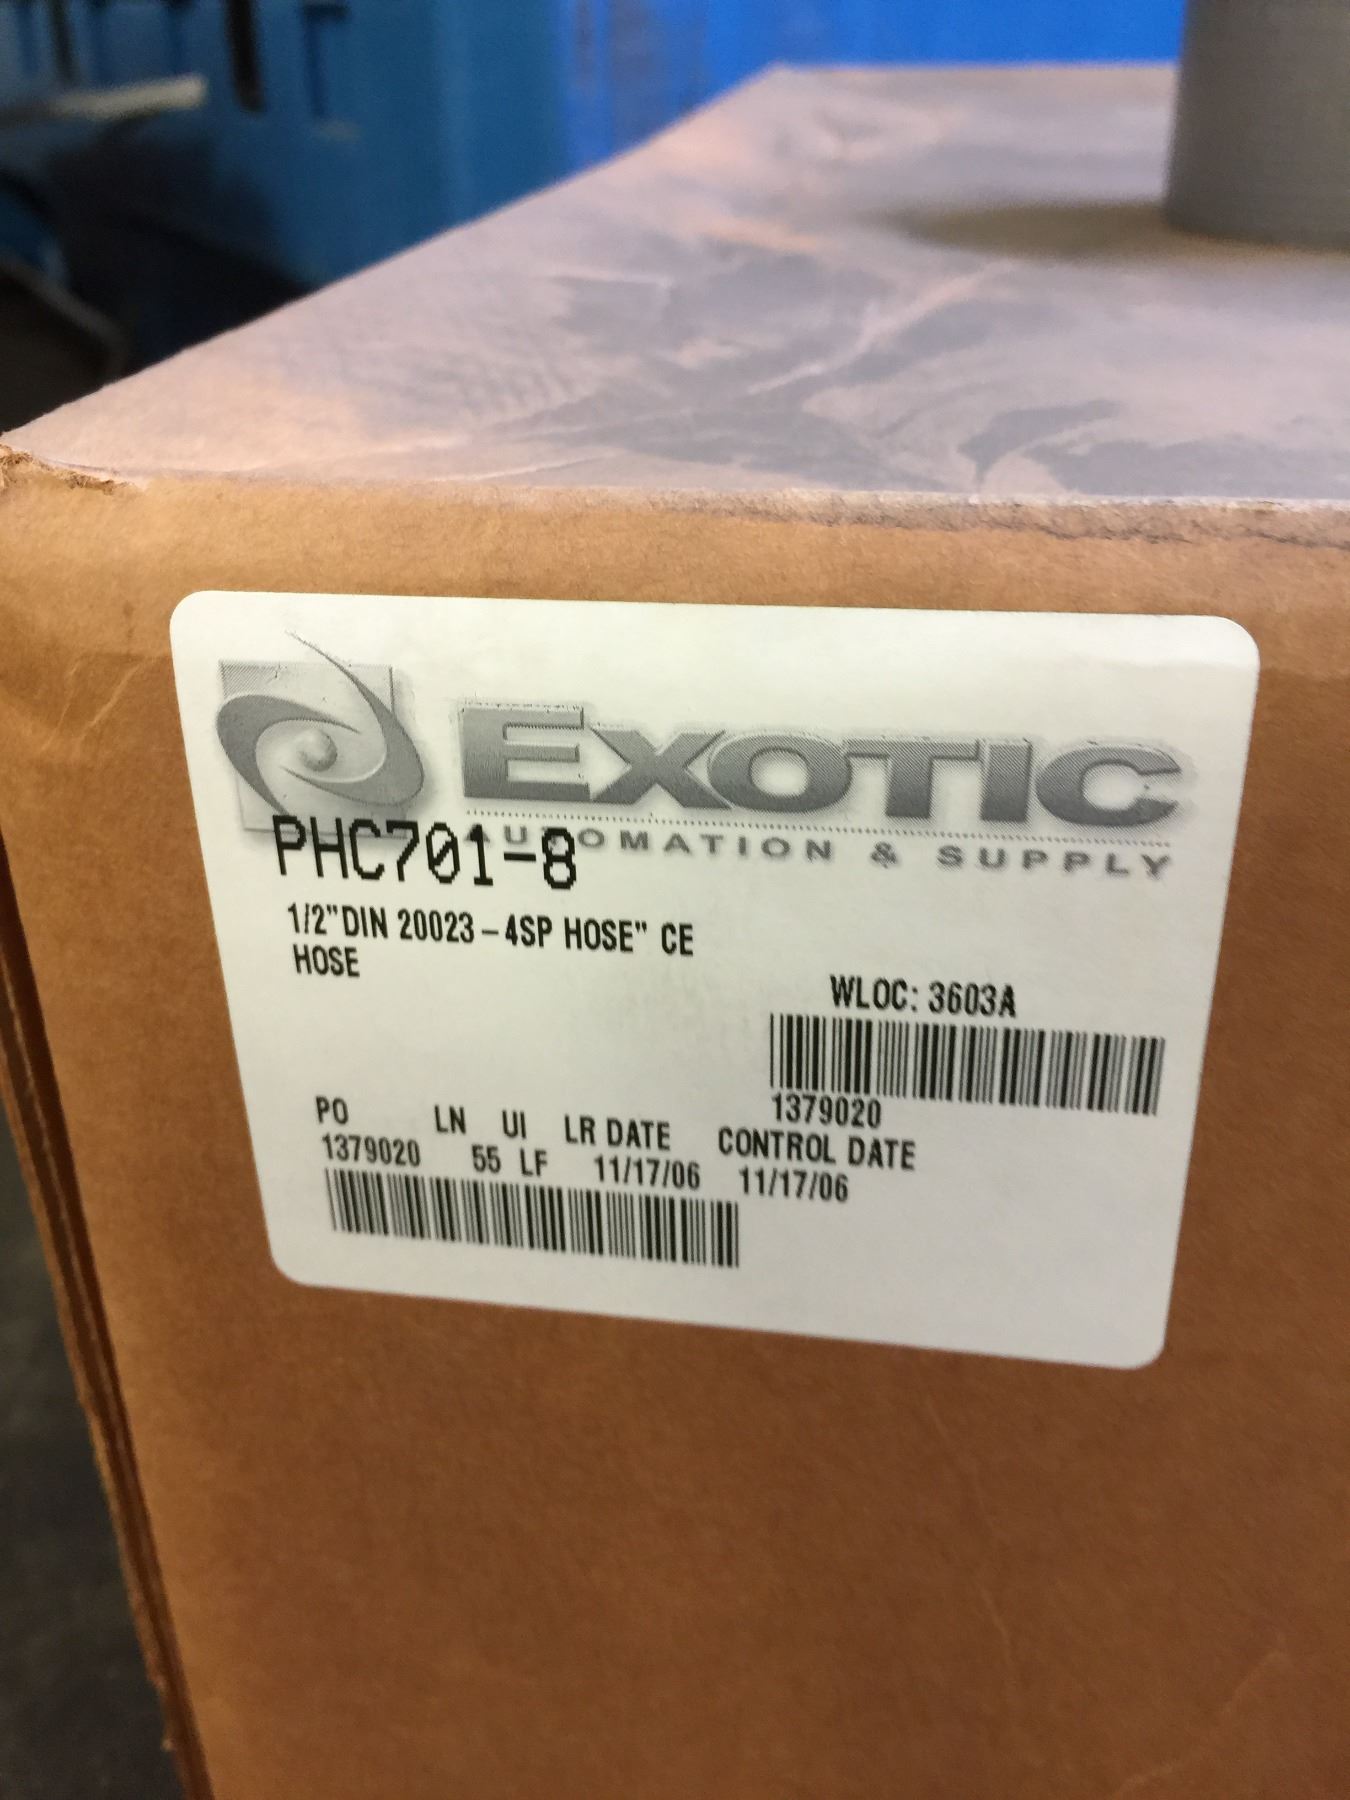 EXOTIC
AUTOMATION & SUPPLY
PHC701-8
1/2"DIN 20023-4SP HOSE" CE
HOSE
WLOC: 3603A
1379020
PO LN UI LR DATE CONTROL DATE
1379020 55 LF 11/17/06 11/17/06